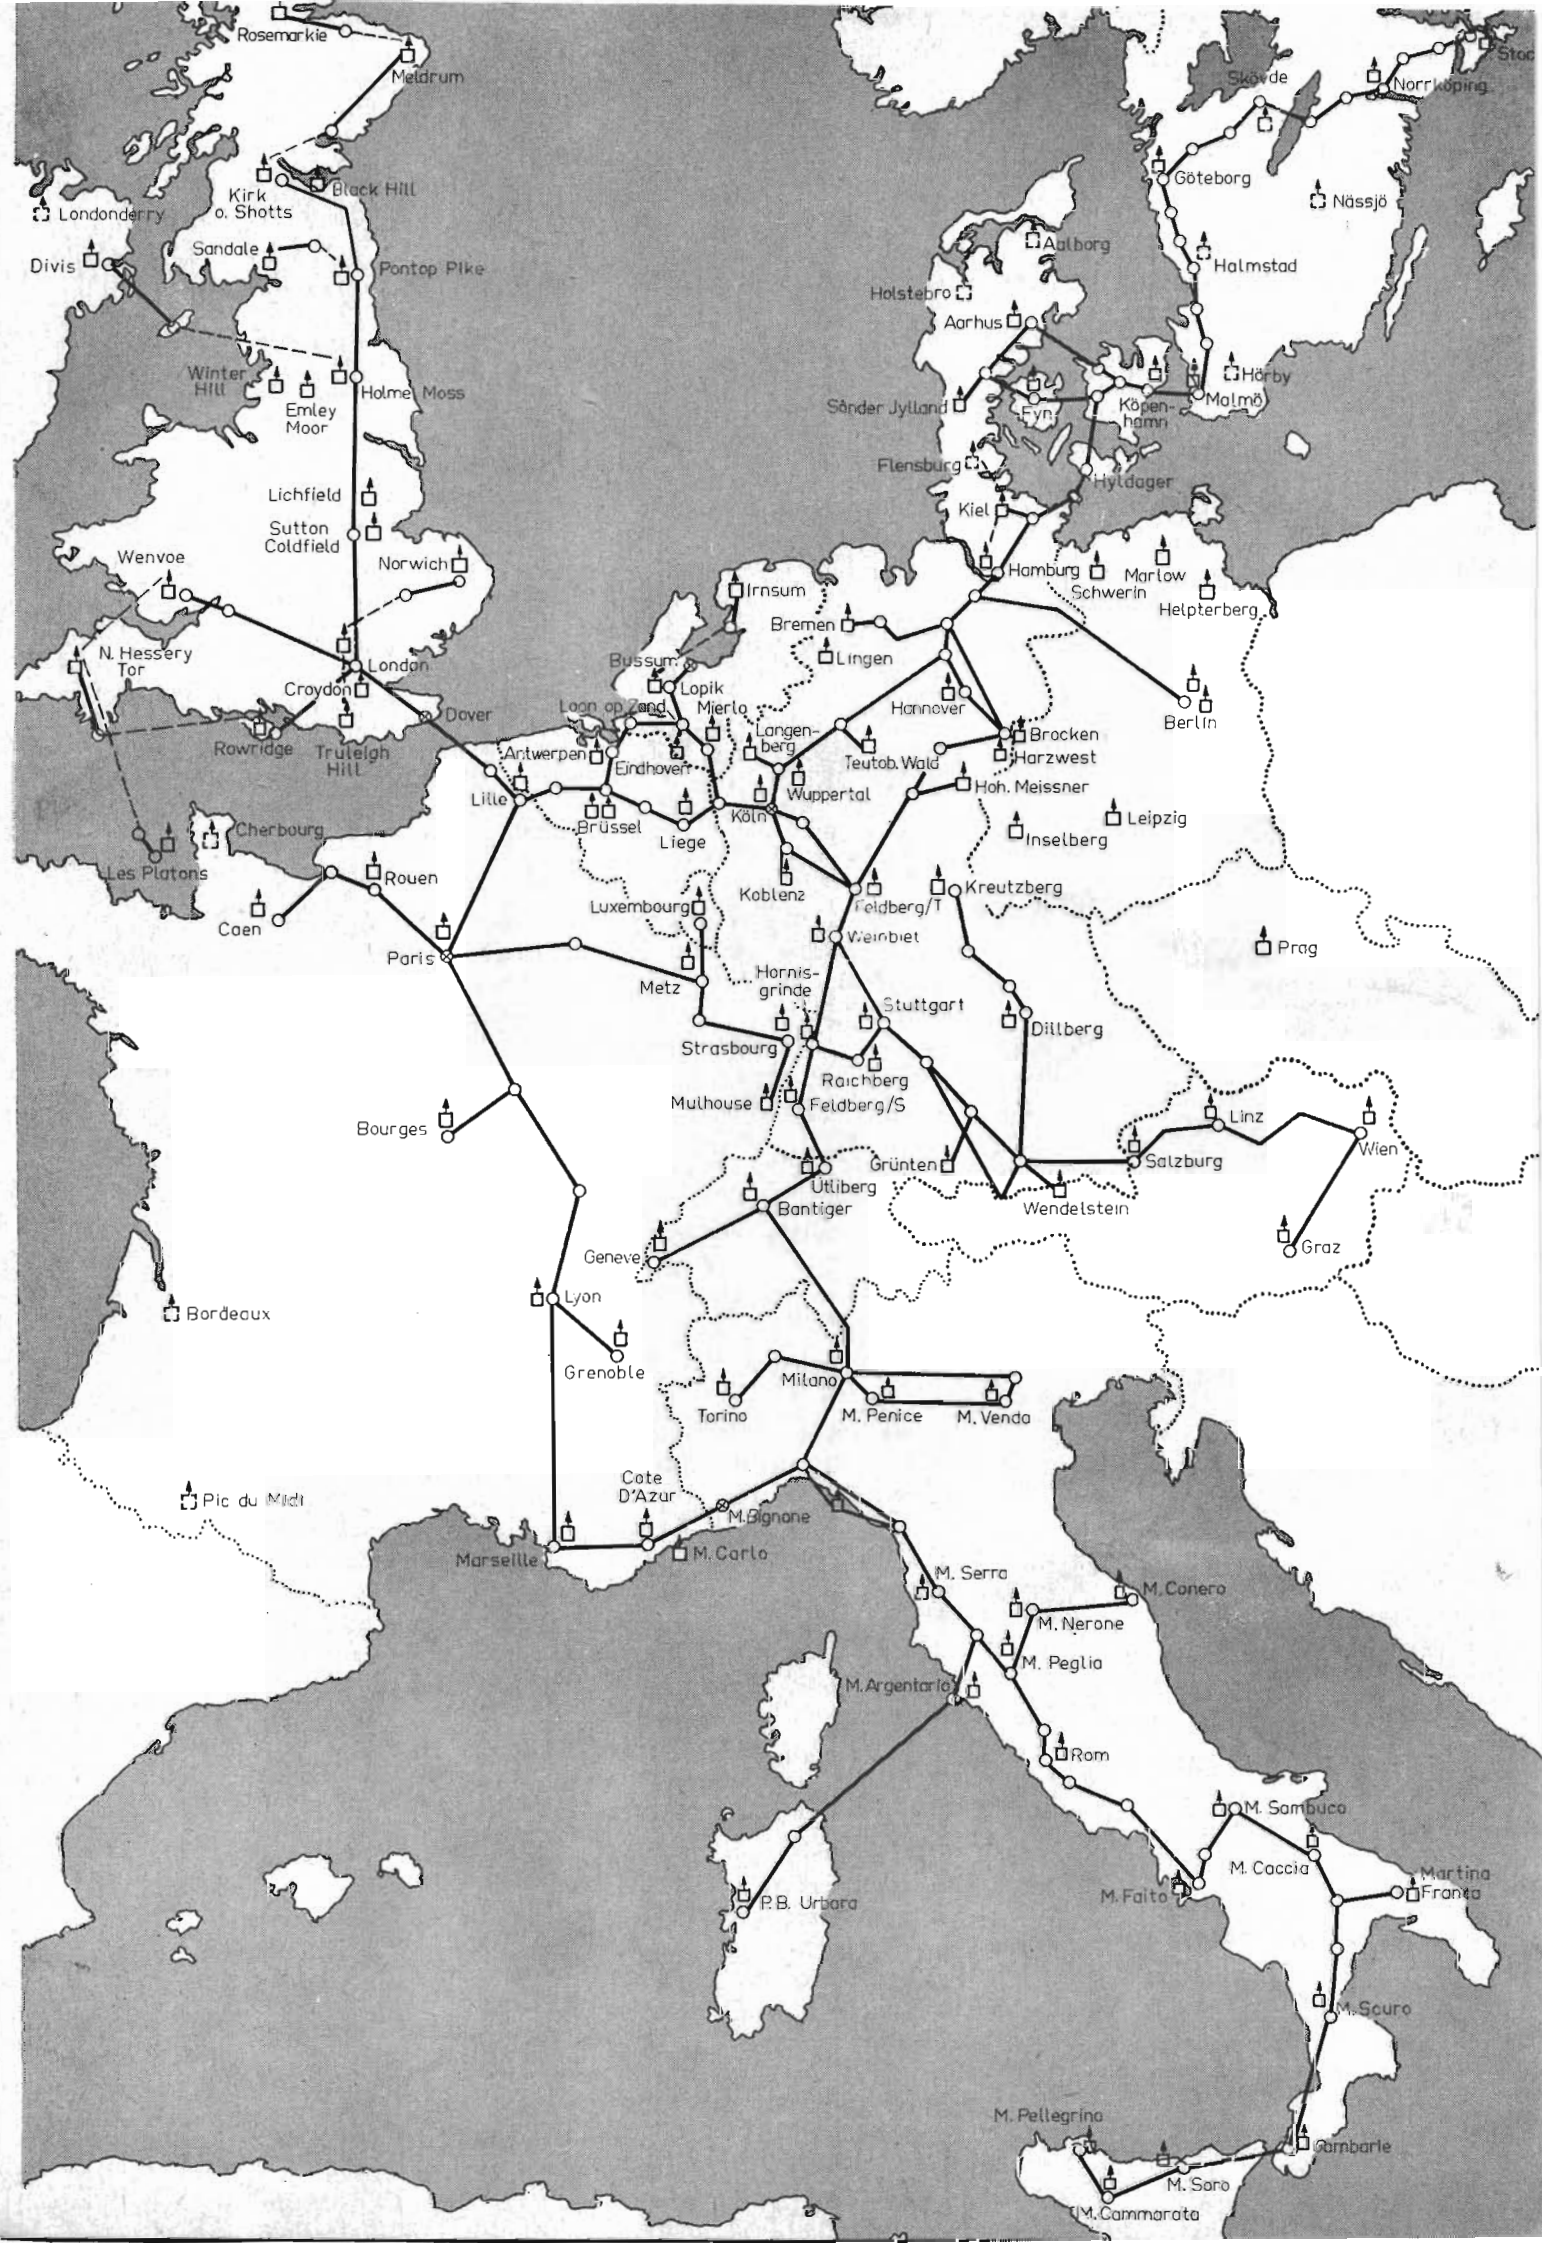 Rosemarkie
Meldrum
Skövde
Norrköping
Kirk
o. Shotts
Black Hill
Göteborg
Londonderry
Nässjö
Sandale
Divis
Pontop Pike
Aalborg
Halmstad
Holstebro
Aarhus
Winter
Hill
Emley
Moor
Holme Moss
Sønder Jylland
Fyn
Köpen-
hamn
Malmö
Hörby
Flensburg
Hyldager
Lichfield
Sutton
Coldfield
Kiel
Wenvoe
Norwich
Hamburg
Schwerin
Marlow
Helpterberg
Irnsum
Bremen
Lingen
N. Hessery
Tor
London
Croydon
Bussum
Lopik
Loon op Zand
Mierlo
Hannover
Berlin
Rowridge
Truleigh
Hill
Dover
Antwerpen
Eindhoven
Langen-
berg
Teutob. Wald
Brocken
Harzwest
Lille
Brüssel
Liege
Köln
Wuppertal
Hoh. Meissner
Leipzig
Inselberg
Cherbourg
Les Platons
Rouen
Caen
Koblenz
Feldberg/T
Kreutzberg
Luxembourg
Weinbiet
Prag
Paris
Metz
Hornis-
grinde
Stuttgart
Dillberg
Strasbourg
Raichberg
Mulhouse
Feldberg/S
Bourges
Linz
Wien
Grünten
Salzburg
Ütliberg
Bantiger
Wendelstein
Geneve
Graz
Lyon
Bordeaux
Grenoble
Milano
Torino
M. Penice
M. Venda
Cote
D'Azur
Pic du Midi
M.Bignone
Marseille
M. Carlo
M. Serra
M. Conero
M. Nerone
M. Peglia
M. Argentario
Rom
M. Sambuco
M. Caccia
Martina
Franca
M. Faito
P.B. Urbara
M. Scuro
M. Pellegrino
Gambarie
M. Soro
M. Cammarata